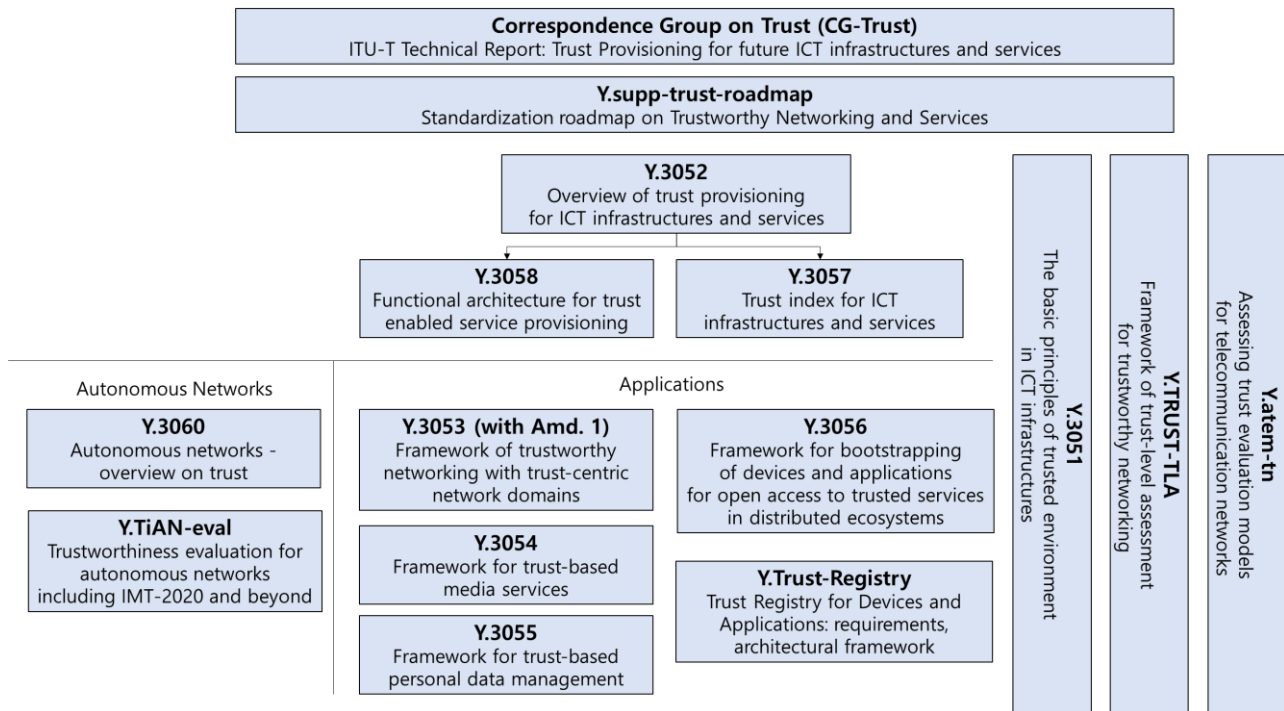 Correspondence Group on Trust (CG-Trust)
ITU-T Technical Report: Trust Provisioning for future ICT infrastructures and services
Y.supp-trust-roadmap
Standardization roadmap on Trustworthy Networking and Services
Y.3052
Overview of trust provisioning
for ICT infrastructures and services
Y.3058
Functional architecture for trust
enabled service provisioning
Y.3057
Trust index for ICT
infrastructures and services
Autonomous Networks
Y.3060
Autonomous networks -
overview on trust
Y.TiAN-eval
Trustworthiness evaluation for
autonomous networks
including IMT-2020 and beyond
Applications
Y.3053 (with Amd. 1)
Framework of trustworthy
networking with trust-centric
network domains
Y.3054
Framework for trust-based
media services
Y.3055
Framework for trust-based
personal data management
Y.3056
Framework for bootstrapping
of devices and applications
for open access to trusted services
in distributed ecosystems
Y.Trust-Registry
Trust Registry for Devices and
Applications: requirements,
architectural framework
Y.3051
The basic principles of trusted environment
in ICT infrastructures
Y.TRUST-TLA
Framework of trust-level assessment
for trustworthy networking
Y.atem-tn
Assessing trust evaluation models
for telecommunication networks